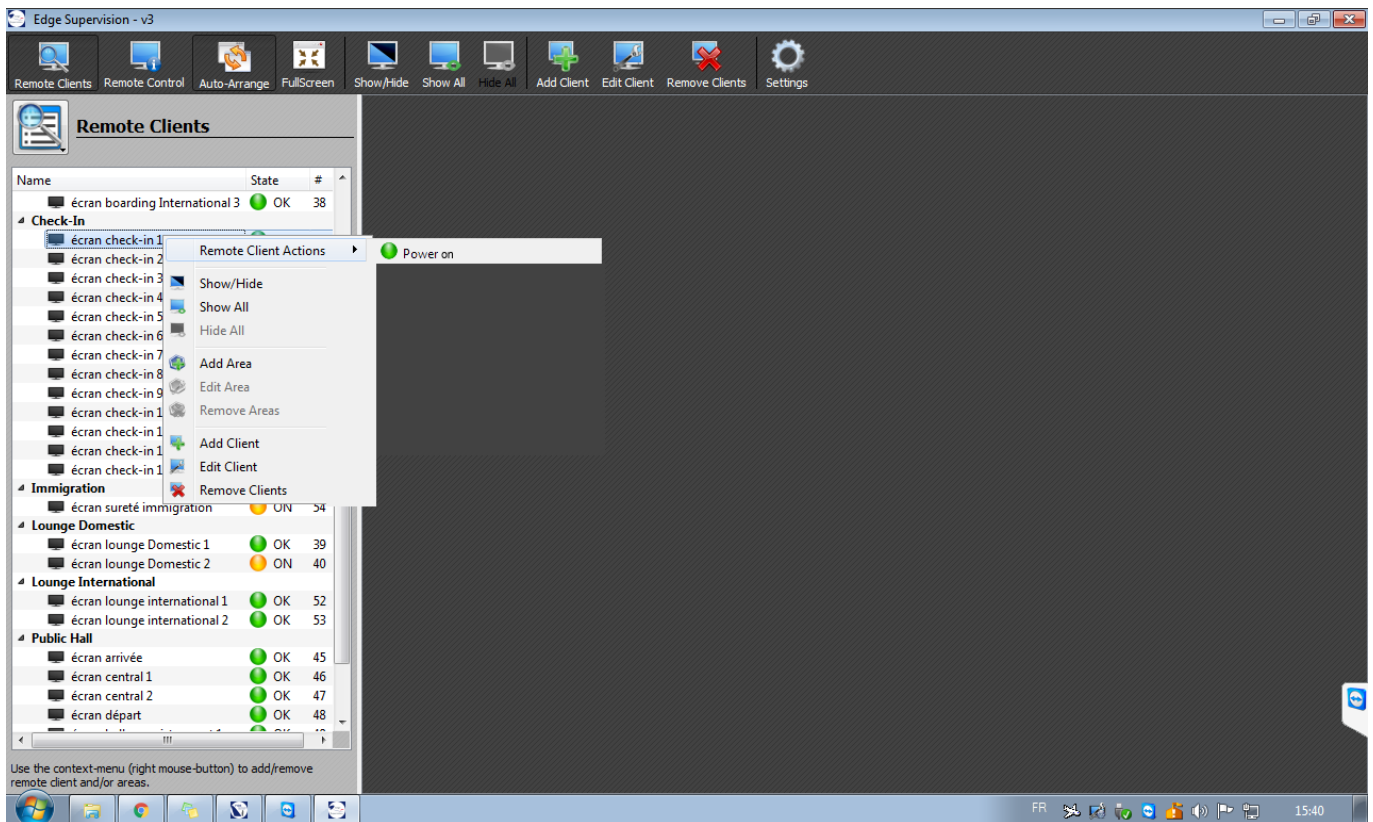 Edge Supervision - v3
Remote Clients Remote Control Auto-Arrange FullScreen Show/Hide Show All Hide All Add Client Edit Client Remove Clients Settings
Remote Clients
Name State #
écran boarding International 3 OK 38
Check-In
écran check-in 1
écran check-in 2
écran check-in 3
écran check-in 4
écran check-in 5
écran check-in 6
écran check-in 7
écran check-in 8
écran check-in 9
écran check-in 1
écran check-in 1
écran check-in 1
écran check-in 1
Remote Client Actions
Power on
Show/Hide
Show All
Hide All
Add Area
Edit Area
Remove Areas
Add Client
Edit Client
Remove Clients
Immigration
écran sureté immigration ON 54
Lounge Domestic
écran lounge Domestic 1 OK 39
écran lounge Domestic 2 ON 40
Lounge International
écran lounge international 1 OK 52
écran lounge international 2 OK 53
Public Hall
écran arrivée OK 45
écran central 1 OK 46
écran central 2 OK 47
écran départ OK 48
Use the context-menu (right mouse-button) to add/remove
remote client and/or areas.
FR 15:40